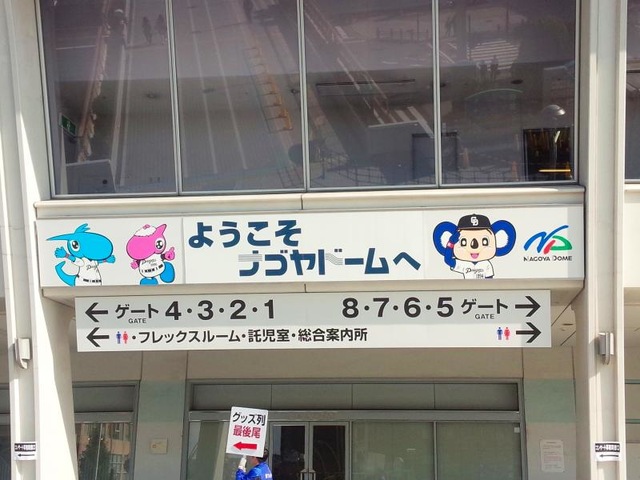 ようこそ
ナゴヤドームへ
NAGOYA DOME
← ゲート 4・3・2・1
GATE
8・7・6・5 ゲート →
GATE
←・フレックスルーム・託児室・総合案内所
→
グッズ列
最後尾